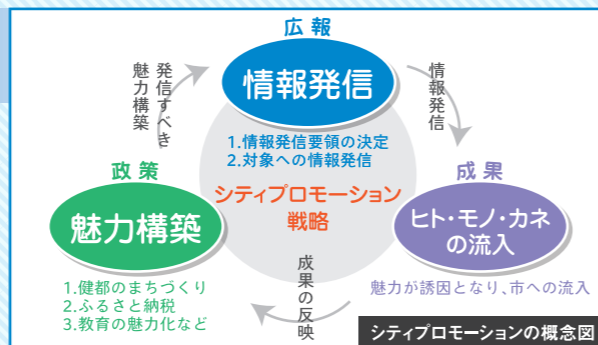 広報
情報発信
1.情報発信要領の決定
2.対象への情報発信
発信すべき
魅力構築
情報発信
政策
魅力構築
1.健都のまちづくり
2.ふるさと納税
3.教育の魅力化など
シティプロモーション
戦略
成果
ヒト・モノ・カネ
の流入
魅力が誘因となり、市への流入
成果の反映
シティプロモーションの概念図